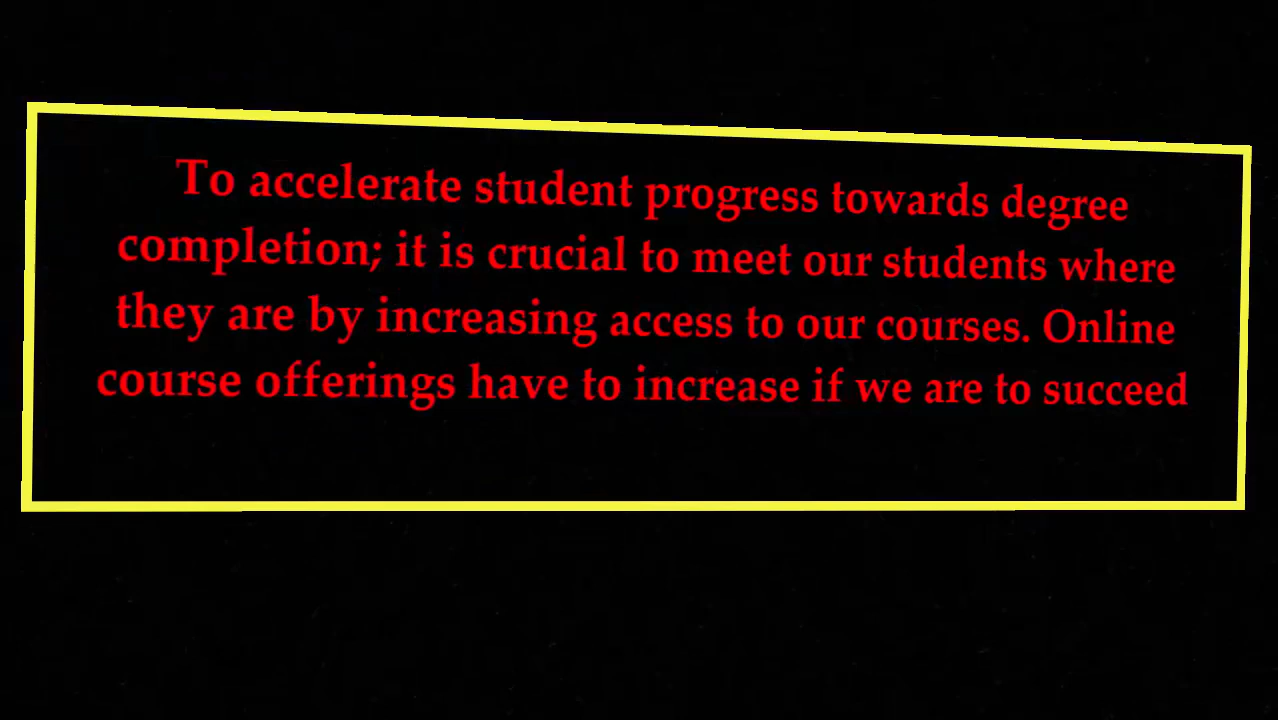 To accelerate student progress towards degree
completion; it is crucial to meet our students where
they are by increasing access to our courses. Online
course offerings have to increase if we are to succeed